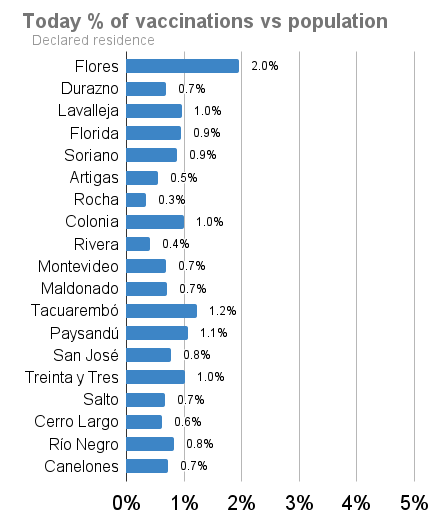 Today % of vaccinations vs population
Declared residence
Flores 2.0%
Durazno 0.7%
Lavalleja 1.0%
Florida 0.9%
Soriano 0.9%
Artigas 0.5%
Rocha 0.3%
Colonia 1.0%
Rivera 0.4%
Montevideo 0.7%
Maldonado 0.7%
Tacuarembó 1.2%
Paysandú 1.1%
San José 0.8%
Treinta y Tres 1.0%
Salto 0.7%
Cerro Largo 0.6%
Río Negro 0.8%
Canelones 0.7%
0% 1% 2% 3% 4% 5%